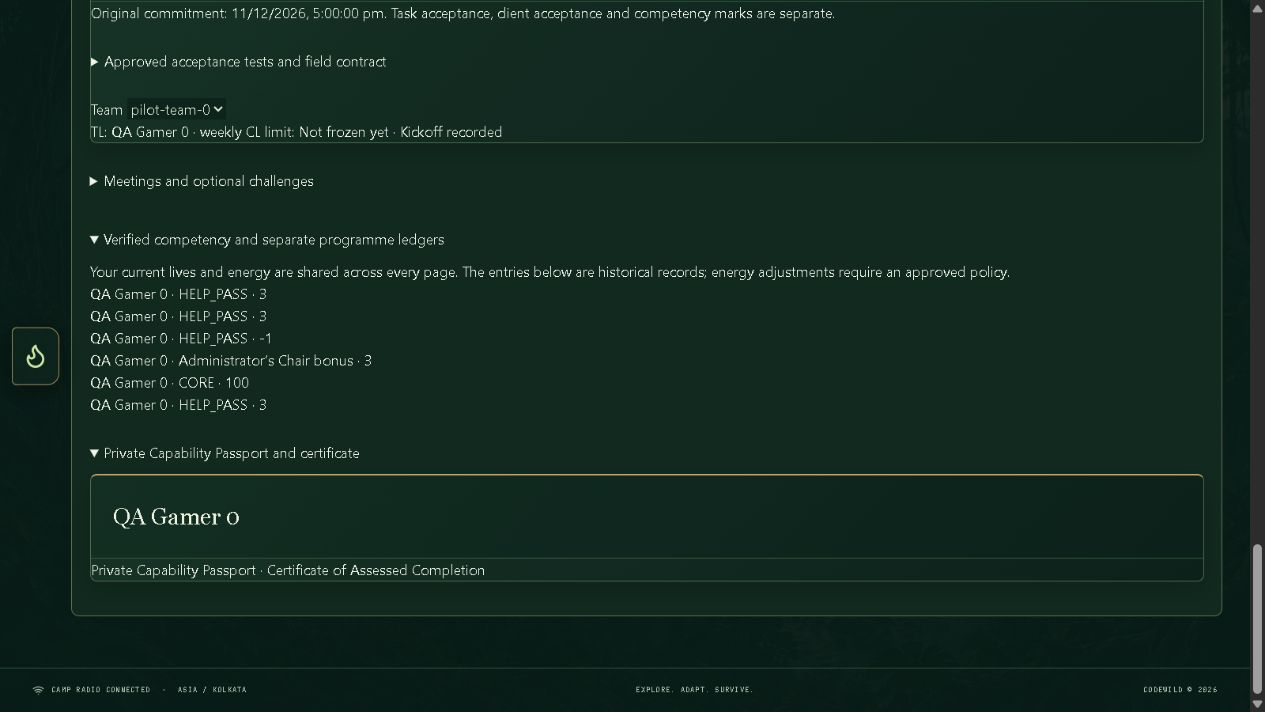 Original commitment: 11/12/2026, 5:00:00 pm. Task acceptance, client acceptance and competency marks are separate.
▶ Approved acceptance tests and field contract
Team pilot-team-0
TL: QA Gamer 0 · weekly CL limit: Not frozen yet · Kickoff recorded
▶ Meetings and optional challenges
▼ Verified competency and separate programme ledgers
Your current lives and energy are shared across every page. The entries below are historical records; energy adjustments require an approved policy.
QA Gamer 0 · HELP_PASS · 3
QA Gamer 0 · HELP_PASS · 3
QA Gamer 0 · HELP_PASS · -1
QA Gamer 0 · Administrator's Chair bonus · 3
QA Gamer 0 · CORE · 100
QA Gamer 0 · HELP_PASS · 3
▼ Private Capability Passport and certificate
QA Gamer 0
Private Capability Passport · Certificate of Assessed Completion
CAMP RADIO CONNECTED · ASIA / KOLKATA
EXPLORE. ADAPT. SURVIVE.
CODEWILD © 2026